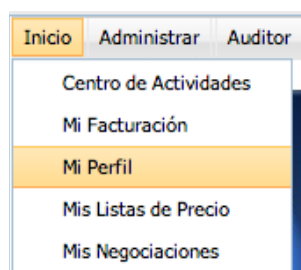 Inicio Administrar Auditor
Centro de Actividades
Mi Facturación
Mi Perfil
Mis Listas de Precio
Mis Negociaciones